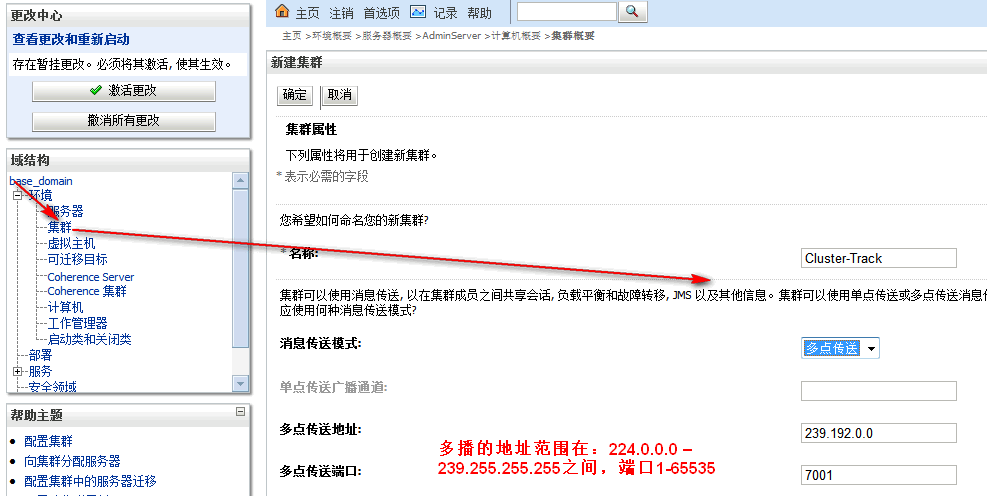 更改中心
查看更改和重新启动
存在暂挂更改。必须将其激活, 使其生效。
激活更改
撤消所有更改
域结构
base_domain
环境
服务器
集群
虚拟主机
可迁移目标
Coherence Server
Coherence 集群
计算机
工作管理器
启动类和关闭类
部署
服务
安全领域
帮助主题
配置集群
向集群分配服务器
配置集群中的服务器迁移
主页 注销 首选项 记录 帮助
主页 >环境概要 >服务器概要 >AdminServer >计算机概要 >集群概要
新建集群
确定 取消
集群属性
下列属性将用于创建新集群。
* 表示必需的字段
您希望如何命名您的新集群?
* 名称: Cluster-Track
集群可以使用消息传送, 以在集群成员之间共享会话, 负载平衡和故障转移, JMS 以及其他信息。集群可以使用单点传送或多点传送消息传
应使用何种消息传送模式?
消息传送模式: 多点传送
单点传送广播通道:
多点传送地址: 239.192.0.0
多播的地址范围在：224.0.0.0 –
239.255.255.255之间，端口1-65535
多点传送端口: 7001